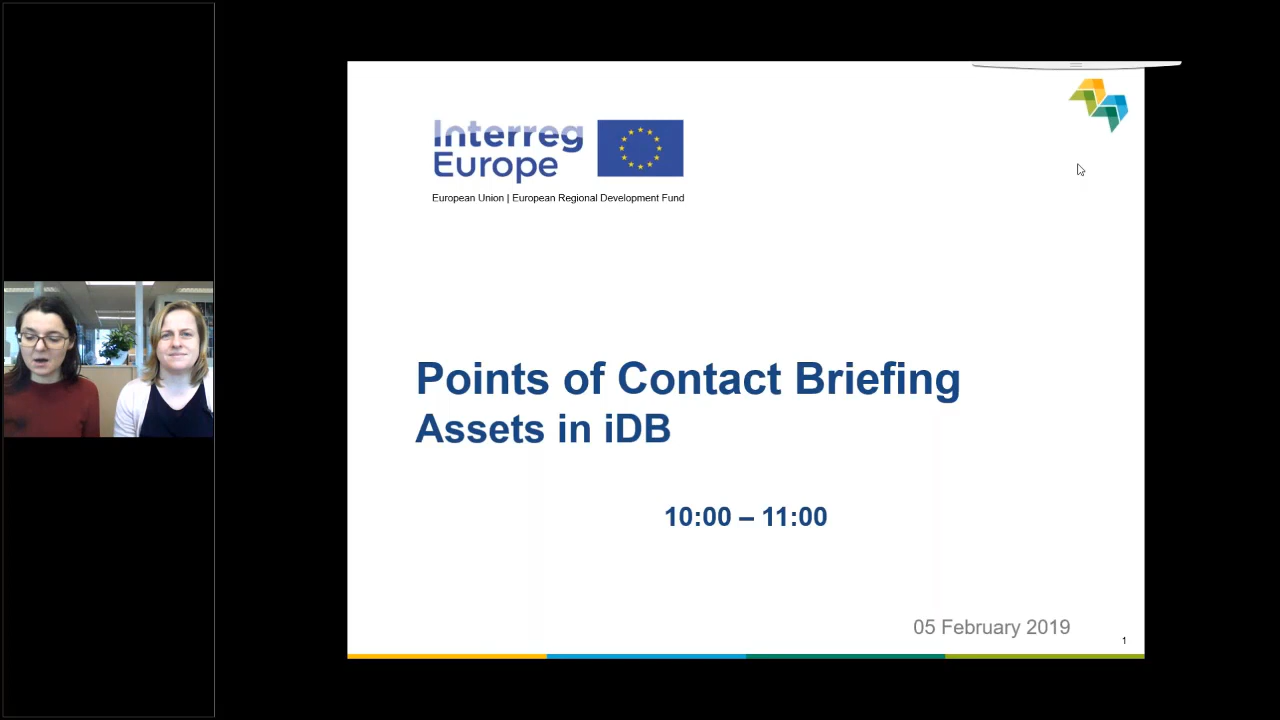 Interreg
Europe
European Union | European Regional Development Fund
Points of Contact Briefing
Assets in iDB
10:00 – 11:00
05 February 2019
1